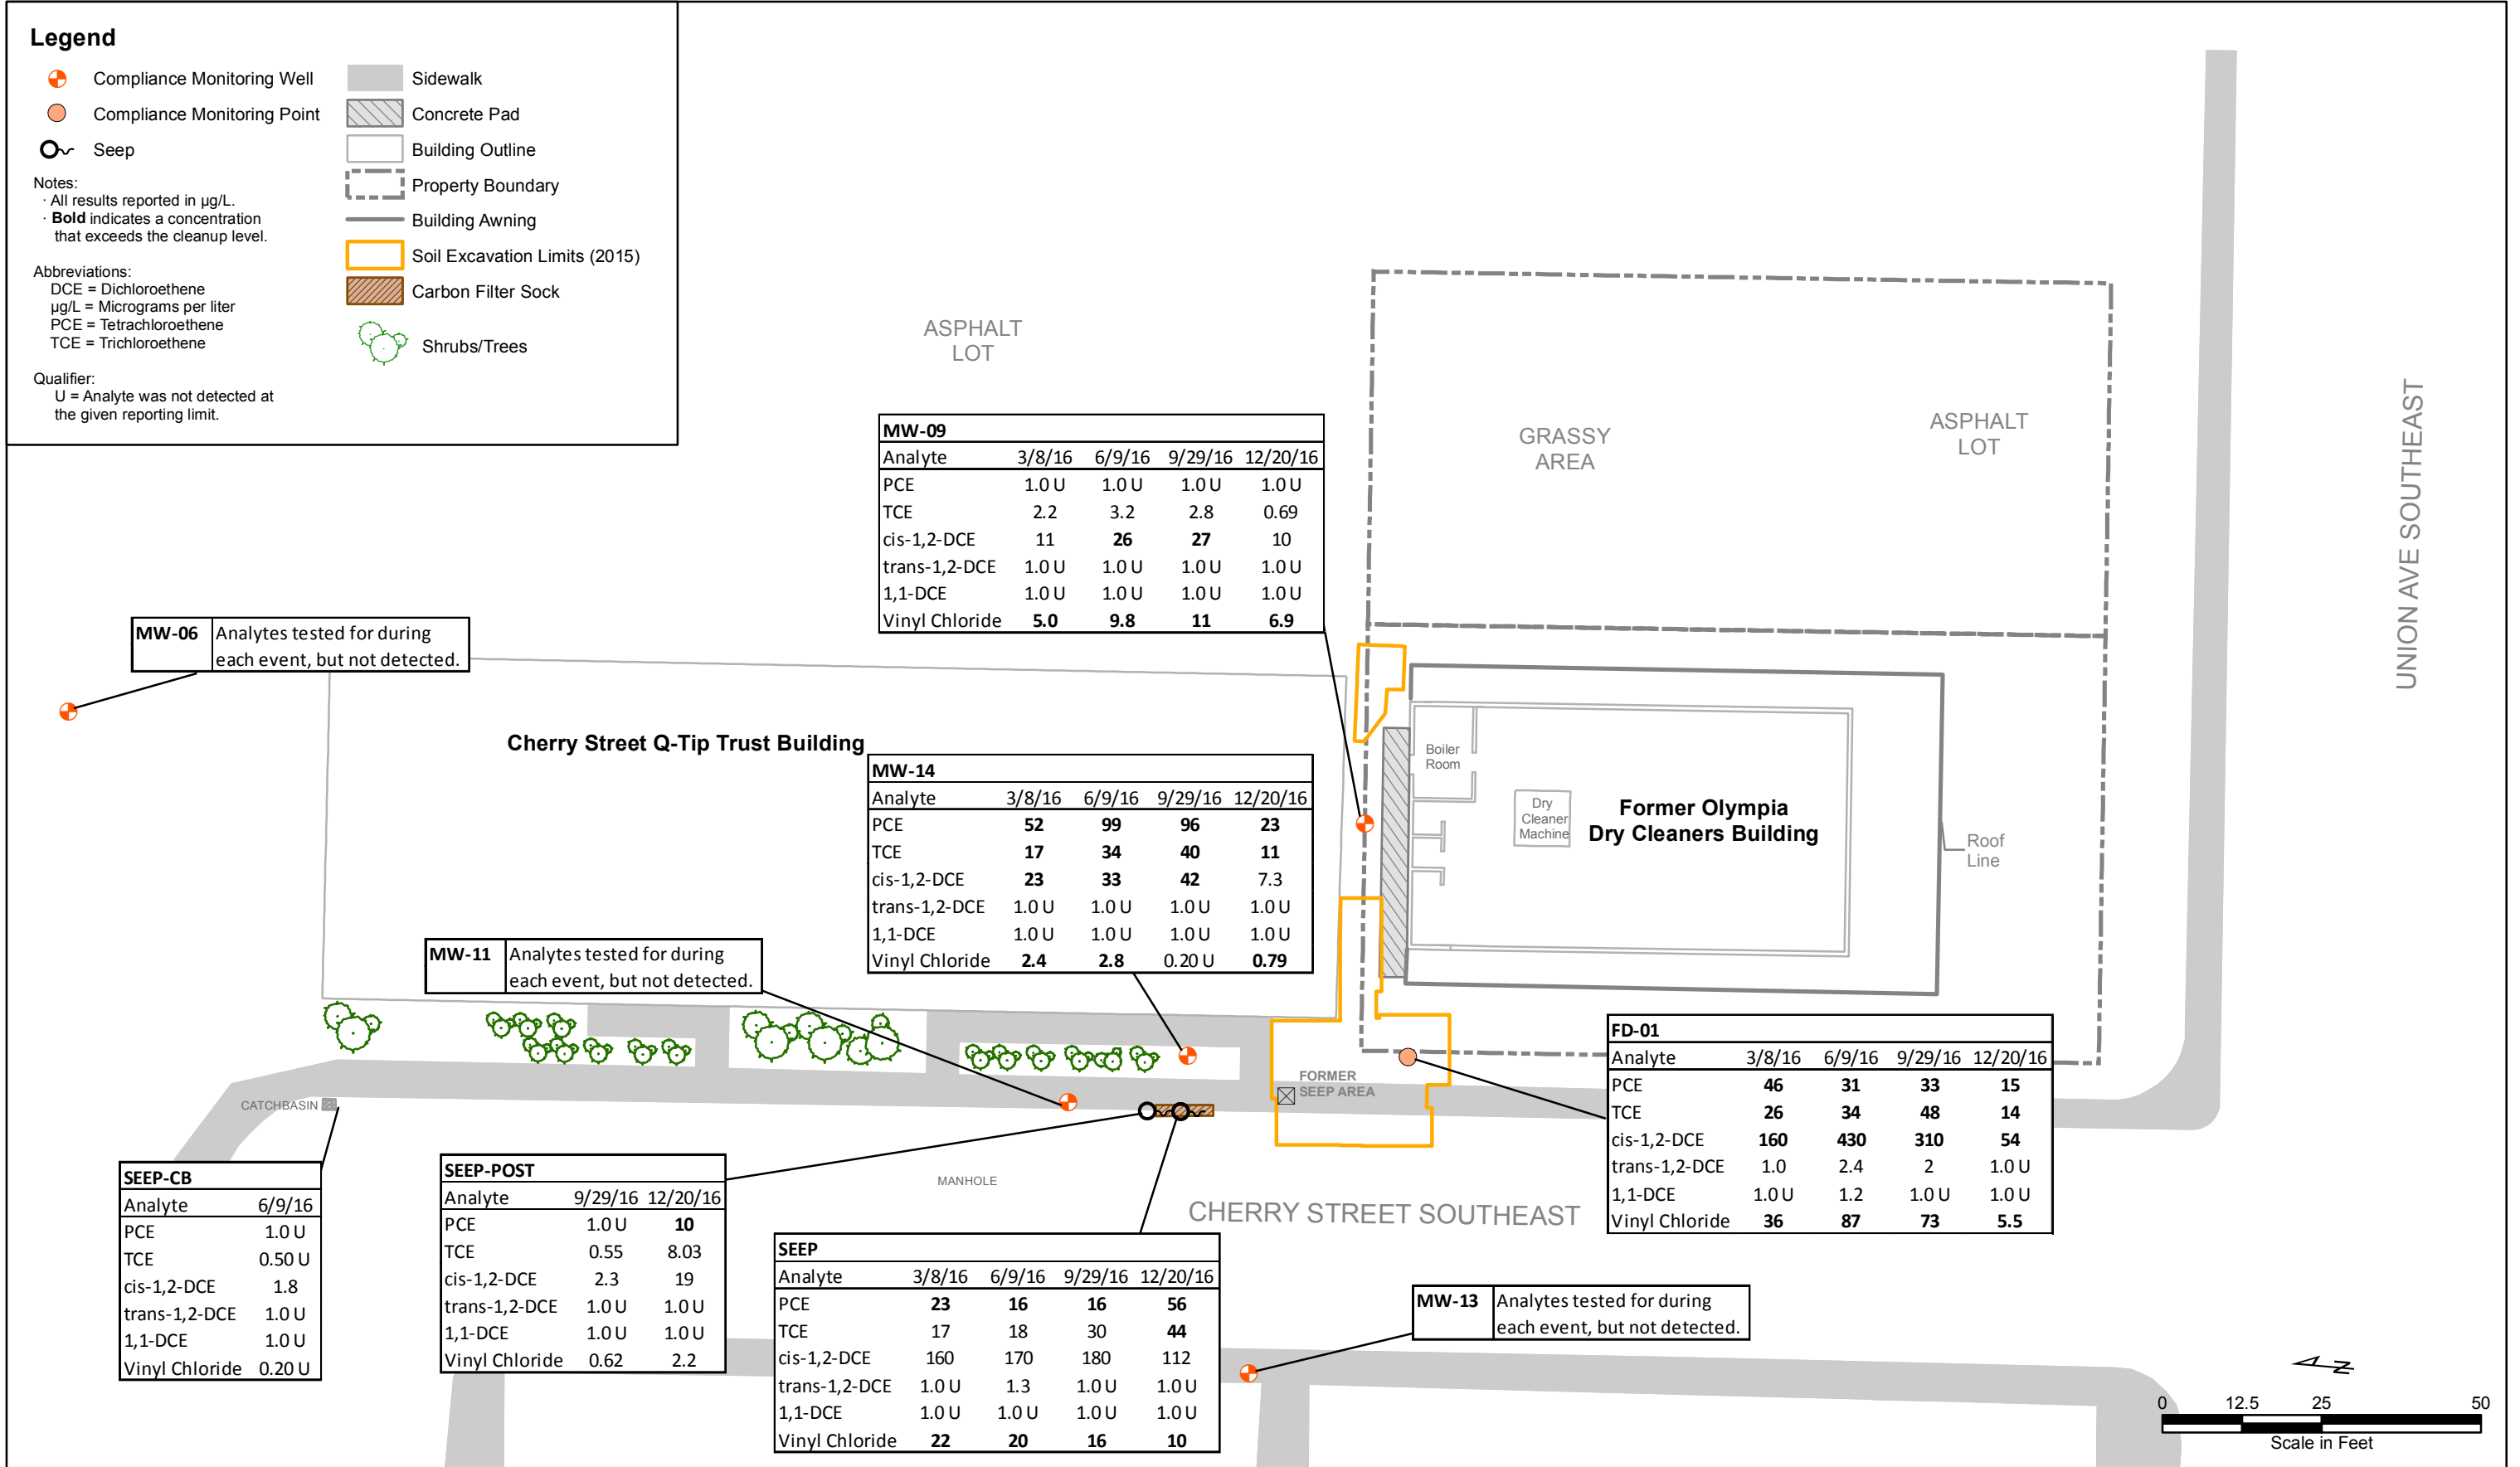 Legend
Compliance Monitoring Well
Compliance Monitoring Point
Seep
Notes:
· All results reported in µg/L.
· Bold indicates a concentration
that exceeds the cleanup level.
Abbreviations:
DCE = Dichloroethene
µg/L = Micrograms per liter
PCE = Tetrachloroethene
TCE = Trichloroethene
Qualifier:
U = Analyte was not detected at
the given reporting limit.
Sidewalk
Concrete Pad
Building Outline
Property Boundary
Building Awning
Soil Excavation Limits (2015)
Carbon Filter Sock
Shrubs/Trees
ASPHALT
LOT
GRASSY
AREA
ASPHALT
LOT
UNION AVE SOUTHEAST
MW-09
Analyte 3/8/16 6/9/16 9/29/16 12/20/16
PCE 1.0 U 1.0 U 1.0 U 1.0 U
TCE 2.2 3.2 2.8 0.69
cis-1,2-DCE 11 26 27 10
trans-1,2-DCE 1.0 U 1.0 U 1.0 U 1.0 U
1,1-DCE 1.0 U 1.0 U 1.0 U 1.0 U
Vinyl Chloride 5.0 9.8 11 6.9
MW-06 Analytes tested for during
each event, but not detected.
Cherry Street Q-Tip Trust Building
Boiler
Room
Dry
Cleaner
Machine
Former Olympia
Dry Cleaners Building
Roof
Line
MW-14
Analyte 3/8/16 6/9/16 9/29/16 12/20/16
PCE 52 99 96 23
TCE 17 34 40 11
cis-1,2-DCE 23 33 42 7.3
trans-1,2-DCE 1.0 U 1.0 U 1.0 U 1.0 U
1,1-DCE 1.0 U 1.0 U 1.0 U 1.0 U
Vinyl Chloride 2.4 2.8 0.20 U 0.79
MW-11 Analytes tested for during
each event, but not detected.
FORMER
SEEP AREA
CATCHBASIN
FD-01
Analyte 3/8/16 6/9/16 9/29/16 12/20/16
PCE 46 31 33 15
TCE 26 34 48 14
cis-1,2-DCE 160 430 310 54
trans-1,2-DCE 1.0 2.4 2 1.0 U
1,1-DCE 1.0 U 1.2 1.0 U 1.0 U
Vinyl Chloride 36 87 73 5.5
SEEP-CB
Analyte 6/9/16
PCE 1.0 U
TCE 0.50 U
cis-1,2-DCE 1.8
trans-1,2-DCE 1.0 U
1,1-DCE 1.0 U
Vinyl Chloride 0.20 U
SEEP-POST
Analyte 9/29/16 12/20/16
PCE 1.0 U 10
TCE 0.55 8.03
cis-1,2-DCE 2.3 19
trans-1,2-DCE 1.0 U 1.0 U
1,1-DCE 1.0 U 1.0 U
Vinyl Chloride 0.62 2.2
MANHOLE
CHERRY STREET SOUTHEAST
SEEP
Analyte 3/8/16 6/9/16 9/29/16 12/20/16
PCE 23 16 16 56
TCE 17 18 30 44
cis-1,2-DCE 160 170 180 112
trans-1,2-DCE 1.0 U 1.3 1.0 U 1.0 U
1,1-DCE 1.0 U 1.0 U 1.0 U 1.0 U
Vinyl Chloride 22 20 16 10
MW-13 Analytes tested for during
each event, but not detected.
N
0 12.5 25 50
Scale in Feet